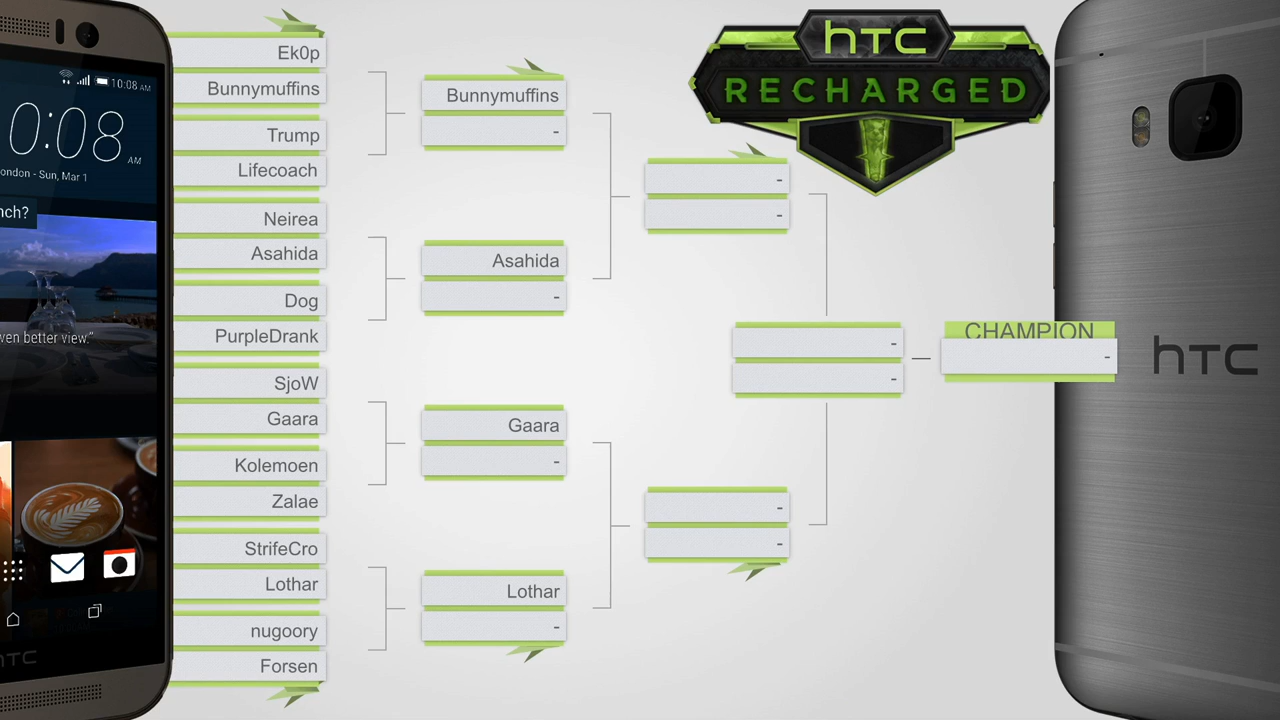 10:08 AM
0:08 AM
ondon - Sun, Mar 1
nch?
ven better view."
HTC
Ek0p
Bunnymuffins
Trump
Lifecoach
Neirea
Asahida
Dog
PurpleDrank
SjoW
Gaara
Kolemoen
Zalae
StrifeCro
Lothar
nugoory
Forsen
Bunnymuffins
-
Asahida
-
Gaara
-
Lothar
-
-
-
-
-
-
-
CHAMPION
-
hTC
RECHARGED
hTC